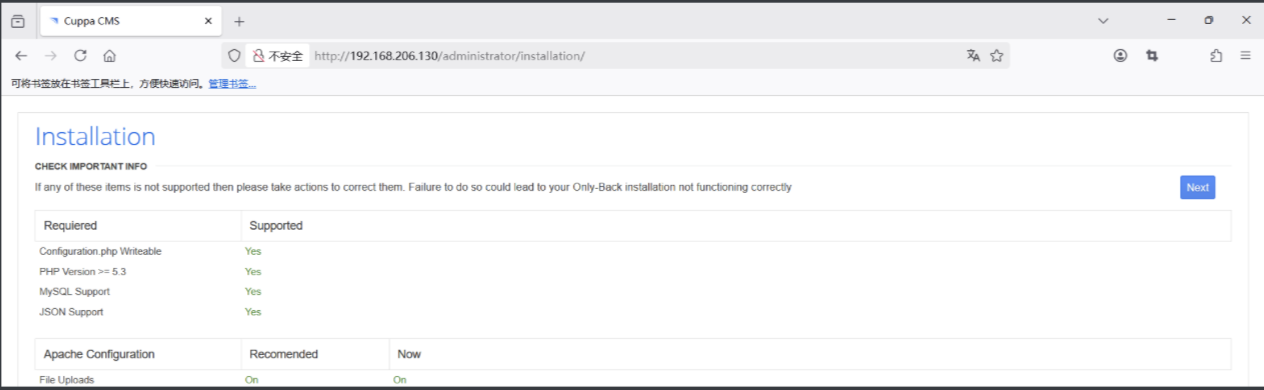 Cuppa CMS
不安全 http://192.168.206.130/administrator/installation/
可将书签放在书签工具栏上，方便快速访问。管理书签...
Installation
CHECK IMPORTANT INFO
If any of these items is not supported then please take actions to correct them. Failure to do so could lead to your Only-Back installation not functioning correctly
Next
Requiered Supported
Configuration.php Writeable Yes
PHP Version >= 5.3 Yes
MySQL Support Yes
JSON Support Yes
Apache Configuration Recomended Now
File Uploads On On